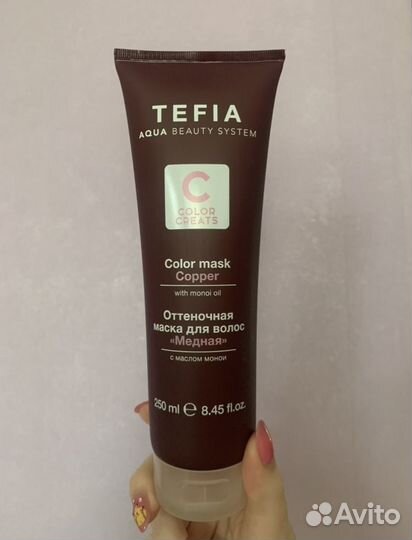 TEFIA
AQUA BEAUTY SYSTEM
C
COLOR
CREATS
Color mask
Copper
with monoi oil
Оттеночная
маска для волос
«Медная»
с маслом монои
250 ml ℮ 8.45 fl.oz.
Avito